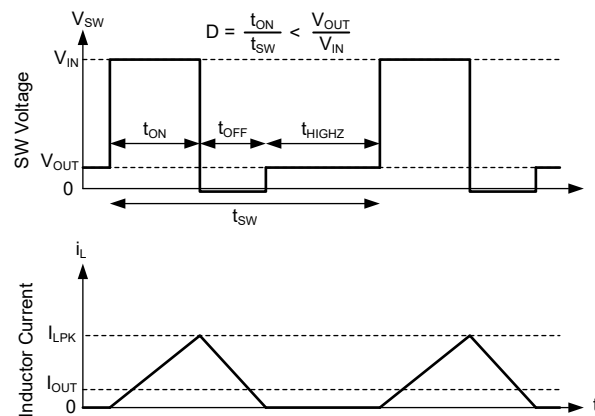 V_SW
D = t_ON / t_SW < V_OUT / V_IN
V_IN
SW Voltage
t_ON
t_OFF
t_HIGHZ
V_OUT
0
t_SW
i_L
Inductor Current
I_LPK
I_OUT
0
t